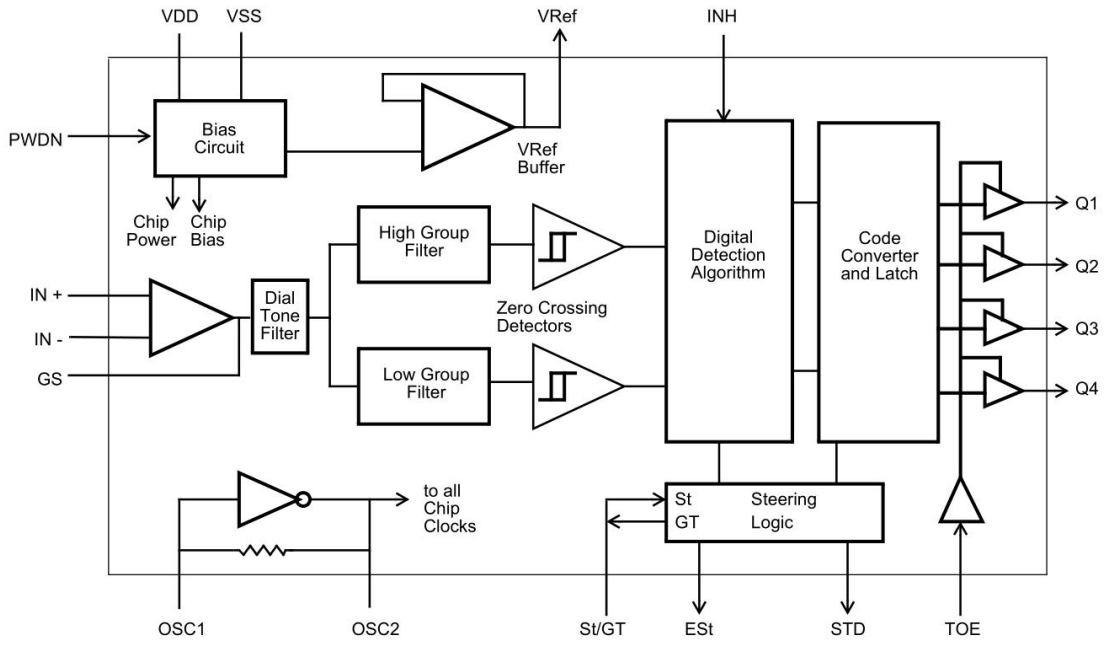 VDD
VSS
VRef
INH
PWDN
Bias
Circuit
VRef
Buffer
Chip
Power
Chip
Bias
High Group
Filter
Digital
Detection
Algorithm
Code
Converter
and Latch
Q1
Q2
Q3
Q4
IN +
IN -
GS
Dial
Tone
Filter
Zero Crossing
Detectors
Low Group
Filter
to all
Chip
Clocks
St
GT
Steering
Logic
OSC1
OSC2
St/GT
ESt
STD
TOE